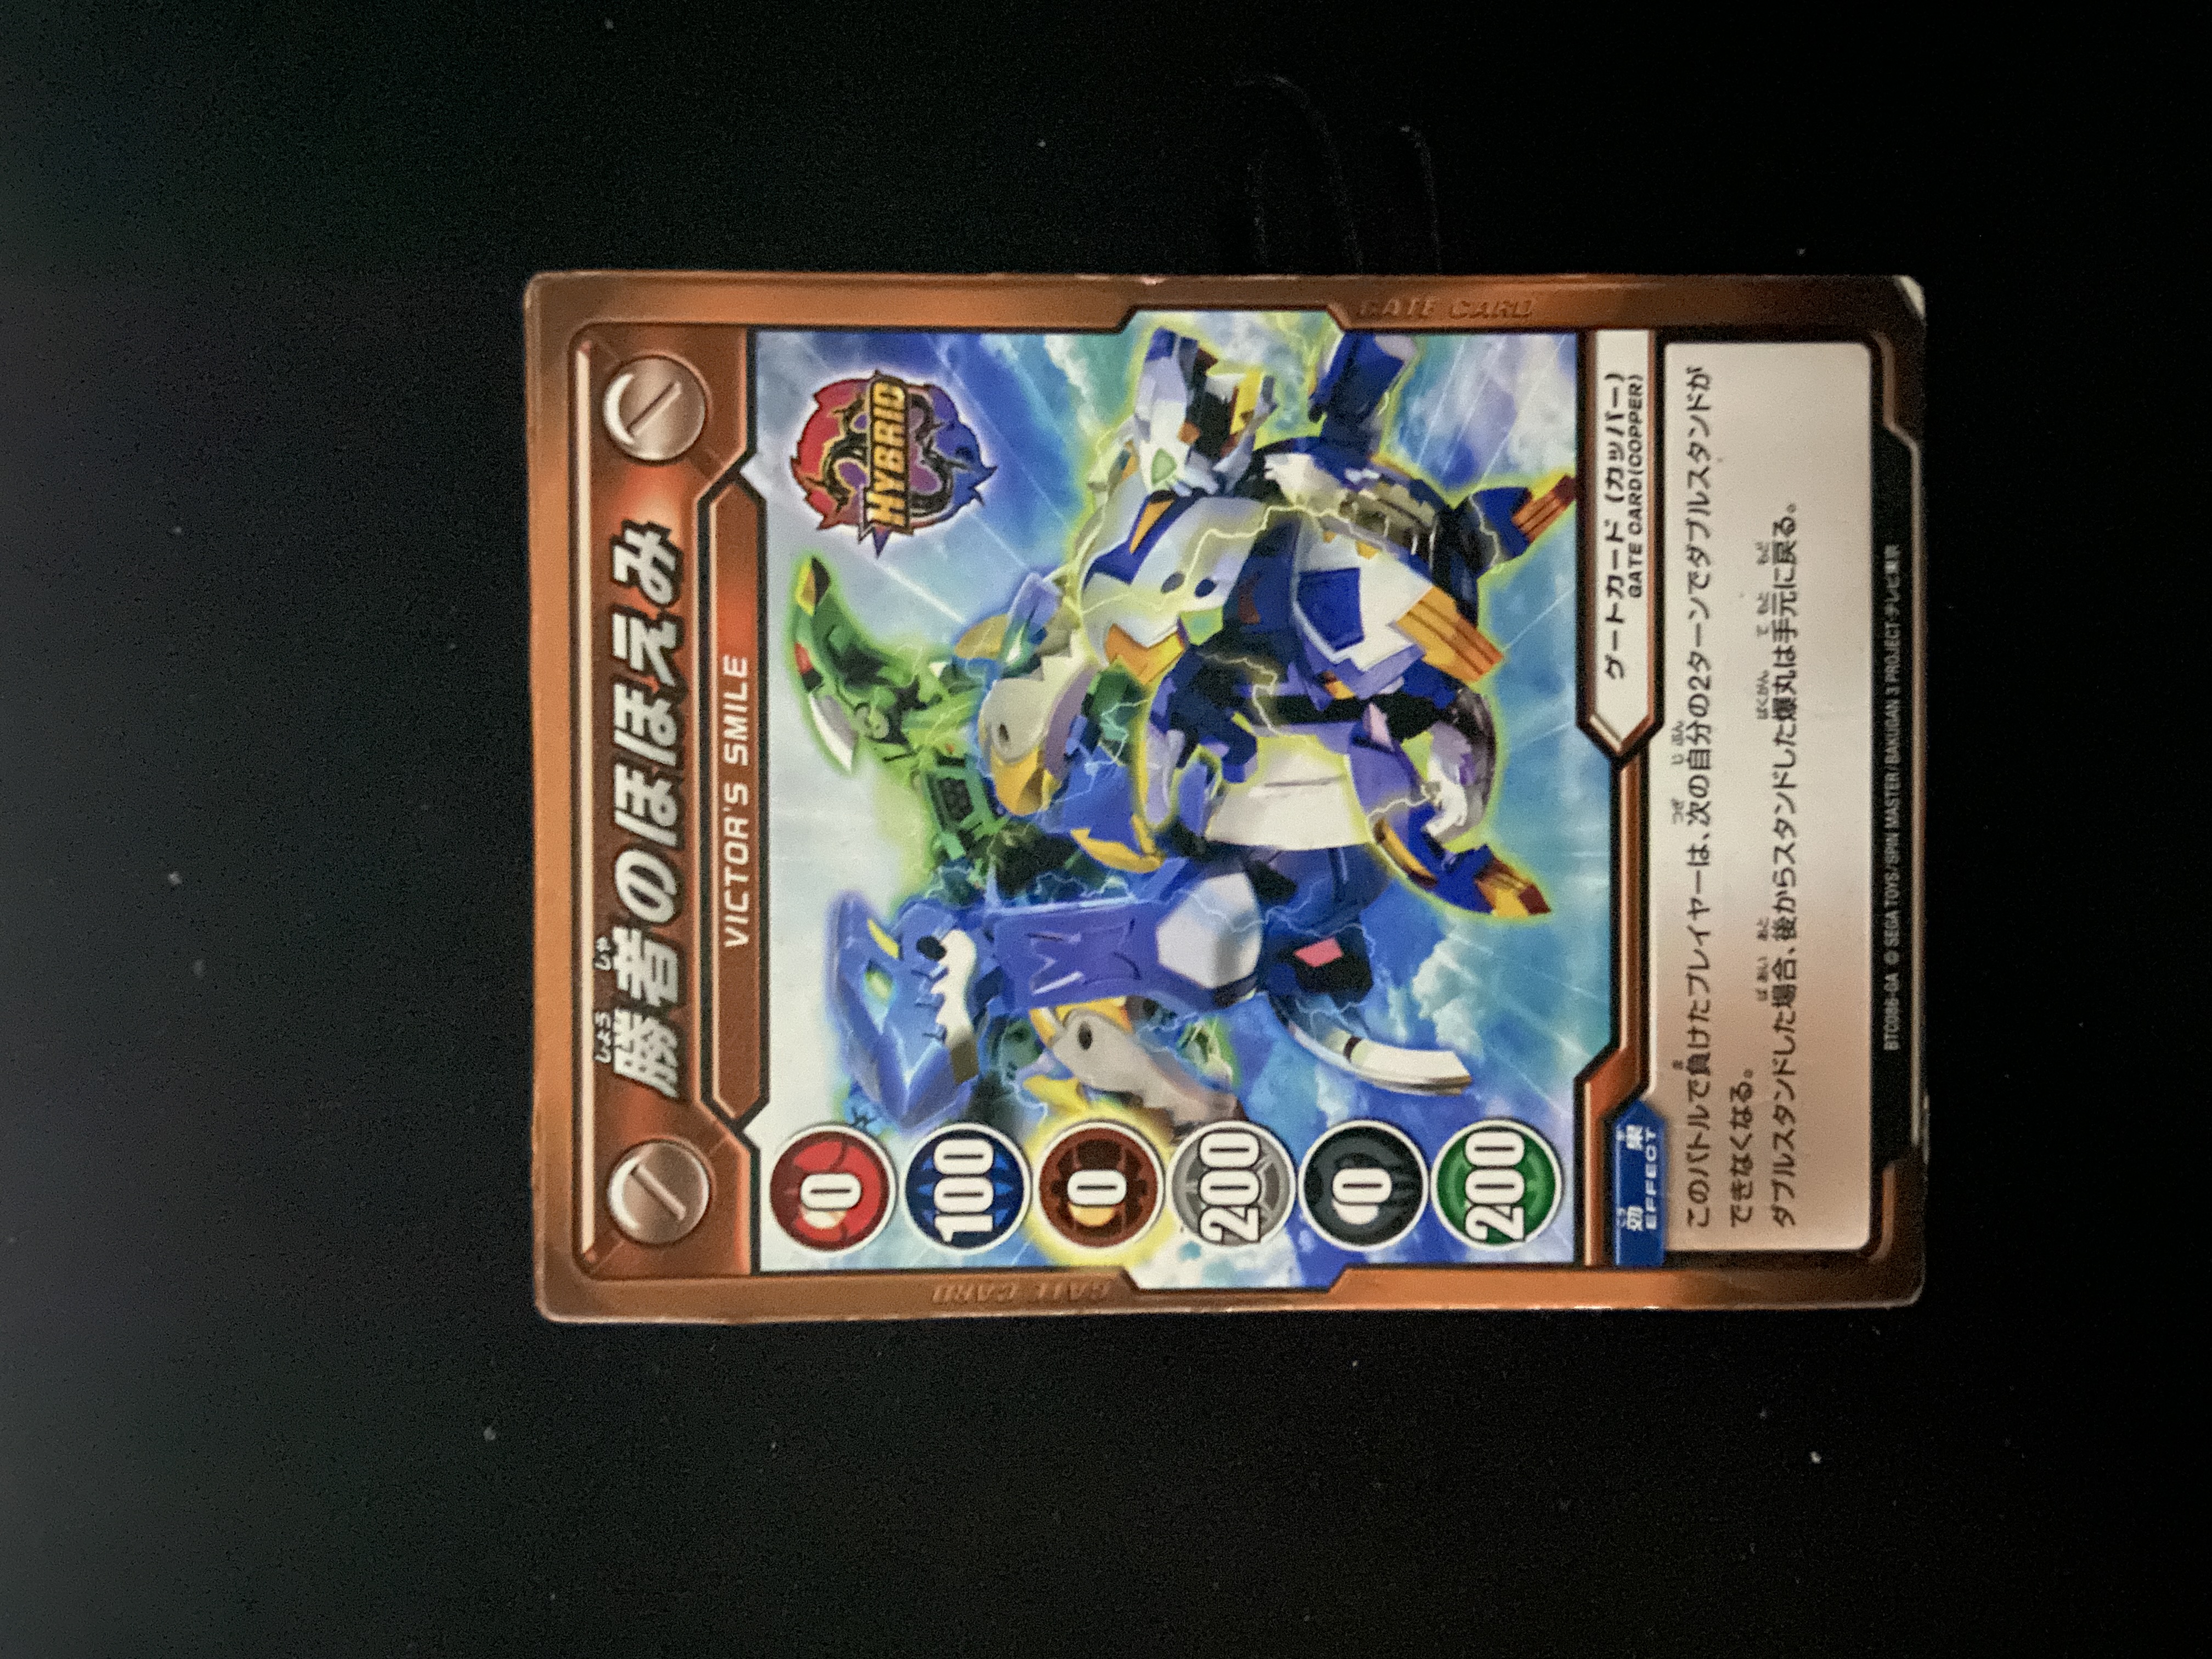 しょう しゃ
勝者のほほえみ
VICTOR'S SMILE
0
100
0
200
0
200
HYBRID
GATE CARD
GATE CARD
こう か
効 果
EFFECT
ゲートカード(カッパー)
GATE CARD(COPPER)
ま つぎ じ ぶん
このバトルで負けたプレイヤーは、次の自分の2ターンでダブルスタンドが
できなくなる。
ば あい あと ばくがん て もと もど
ダブルスタンドした場合、後からスタンドした爆丸は手元に戻る。
BTC086-GA © SEGA TOYS/SPIN MASTER/BAKUGAN 3 PROJECT・テレビ東京